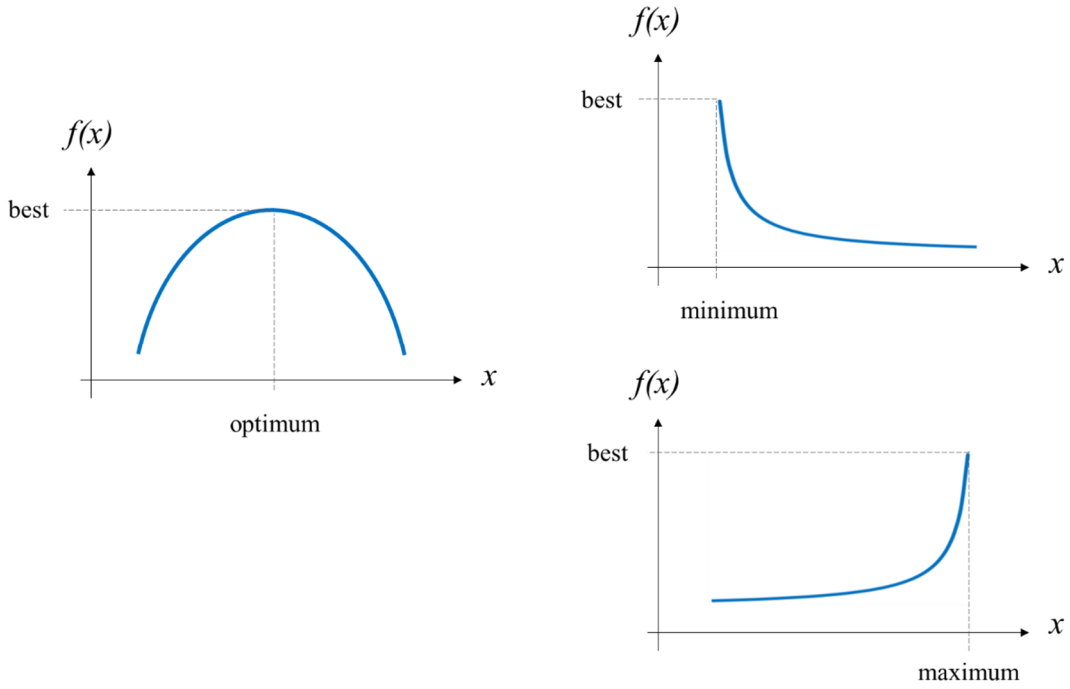 f(x)
best
x
optimum
f(x)
best
x
minimum
f(x)
best
x
maximum